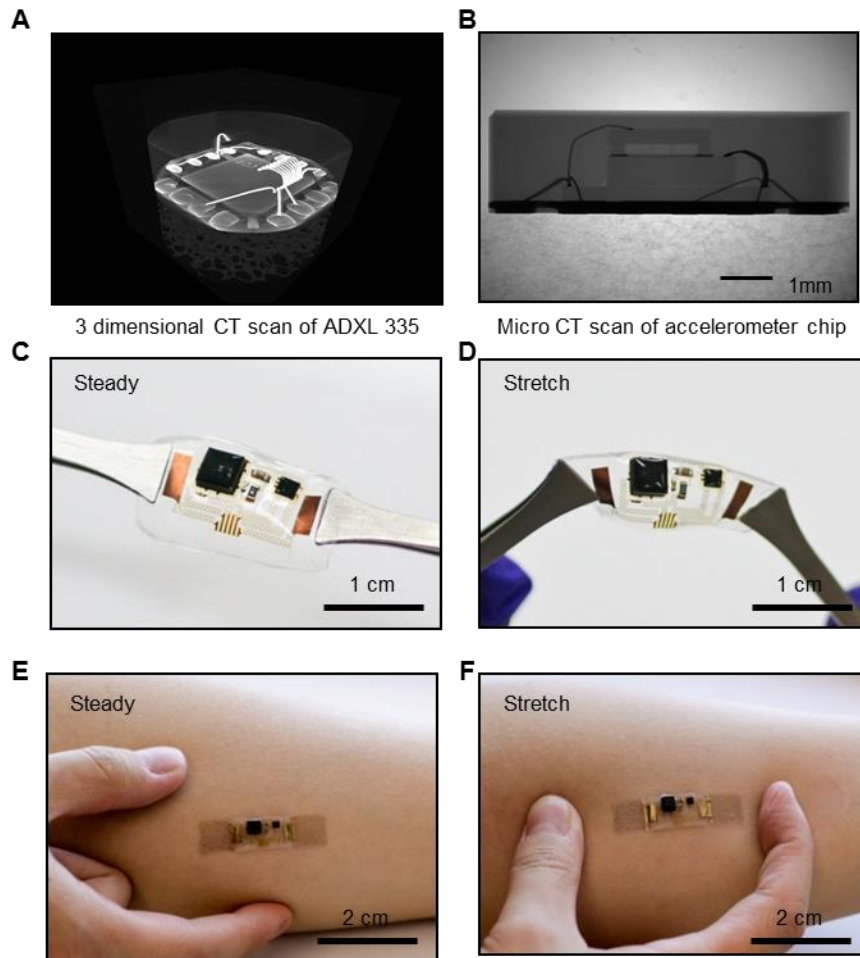 A
B
1mm
3 dimensional CT scan of ADXL 335
Micro CT scan of accelerometer chip
C
D
Steady
Stretch
1 cm
1 cm
E
F
Steady
Stretch
2 cm
2 cm